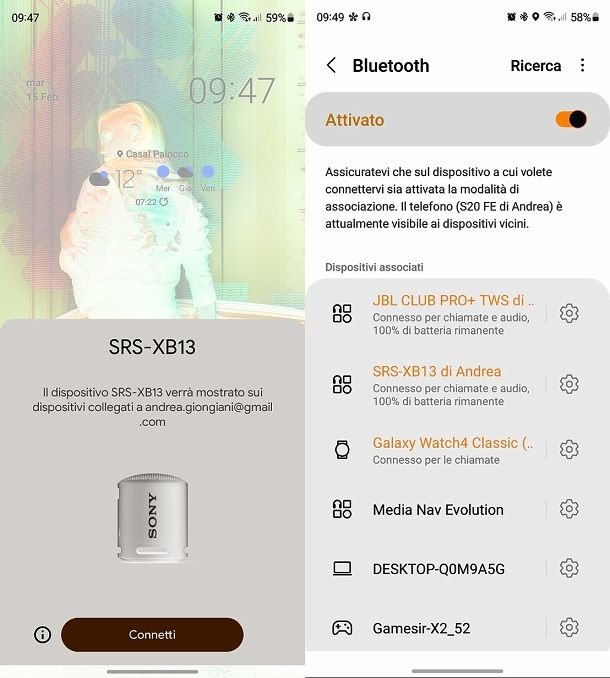 09:47
59%
mar
15 Feb
09:47
Casal Palocco
12°
Mer
Gio
Ven
07:22
SRS-XB13
Il dispositivo SRS-XB13 verrà mostrato sui
dispositivi collegati a andrea.giongiani@gmail
.com
SONY
Connetti
09:49
58%
Bluetooth
Ricerca
Attivato
Assicuratevi che sul dispositivo a cui volete
connettervi sia attivata la modalità di
associazione. Il telefono (S20 FE di Andrea) è
attualmente visibile ai dispositivi vicini.
Dispositivi associati
JBL CLUB PRO+ TWS di ..
Connesso per chiamate e audio,
100% di batteria rimanente
SRS-XB13 di Andrea
Connesso per chiamate e audio,
100% di batteria rimanente
Galaxy Watch4 Classic (..
Connesso per le chiamate
Media Nav Evolution
DESKTOP-Q0M9A5G
Gamesir-X2_52